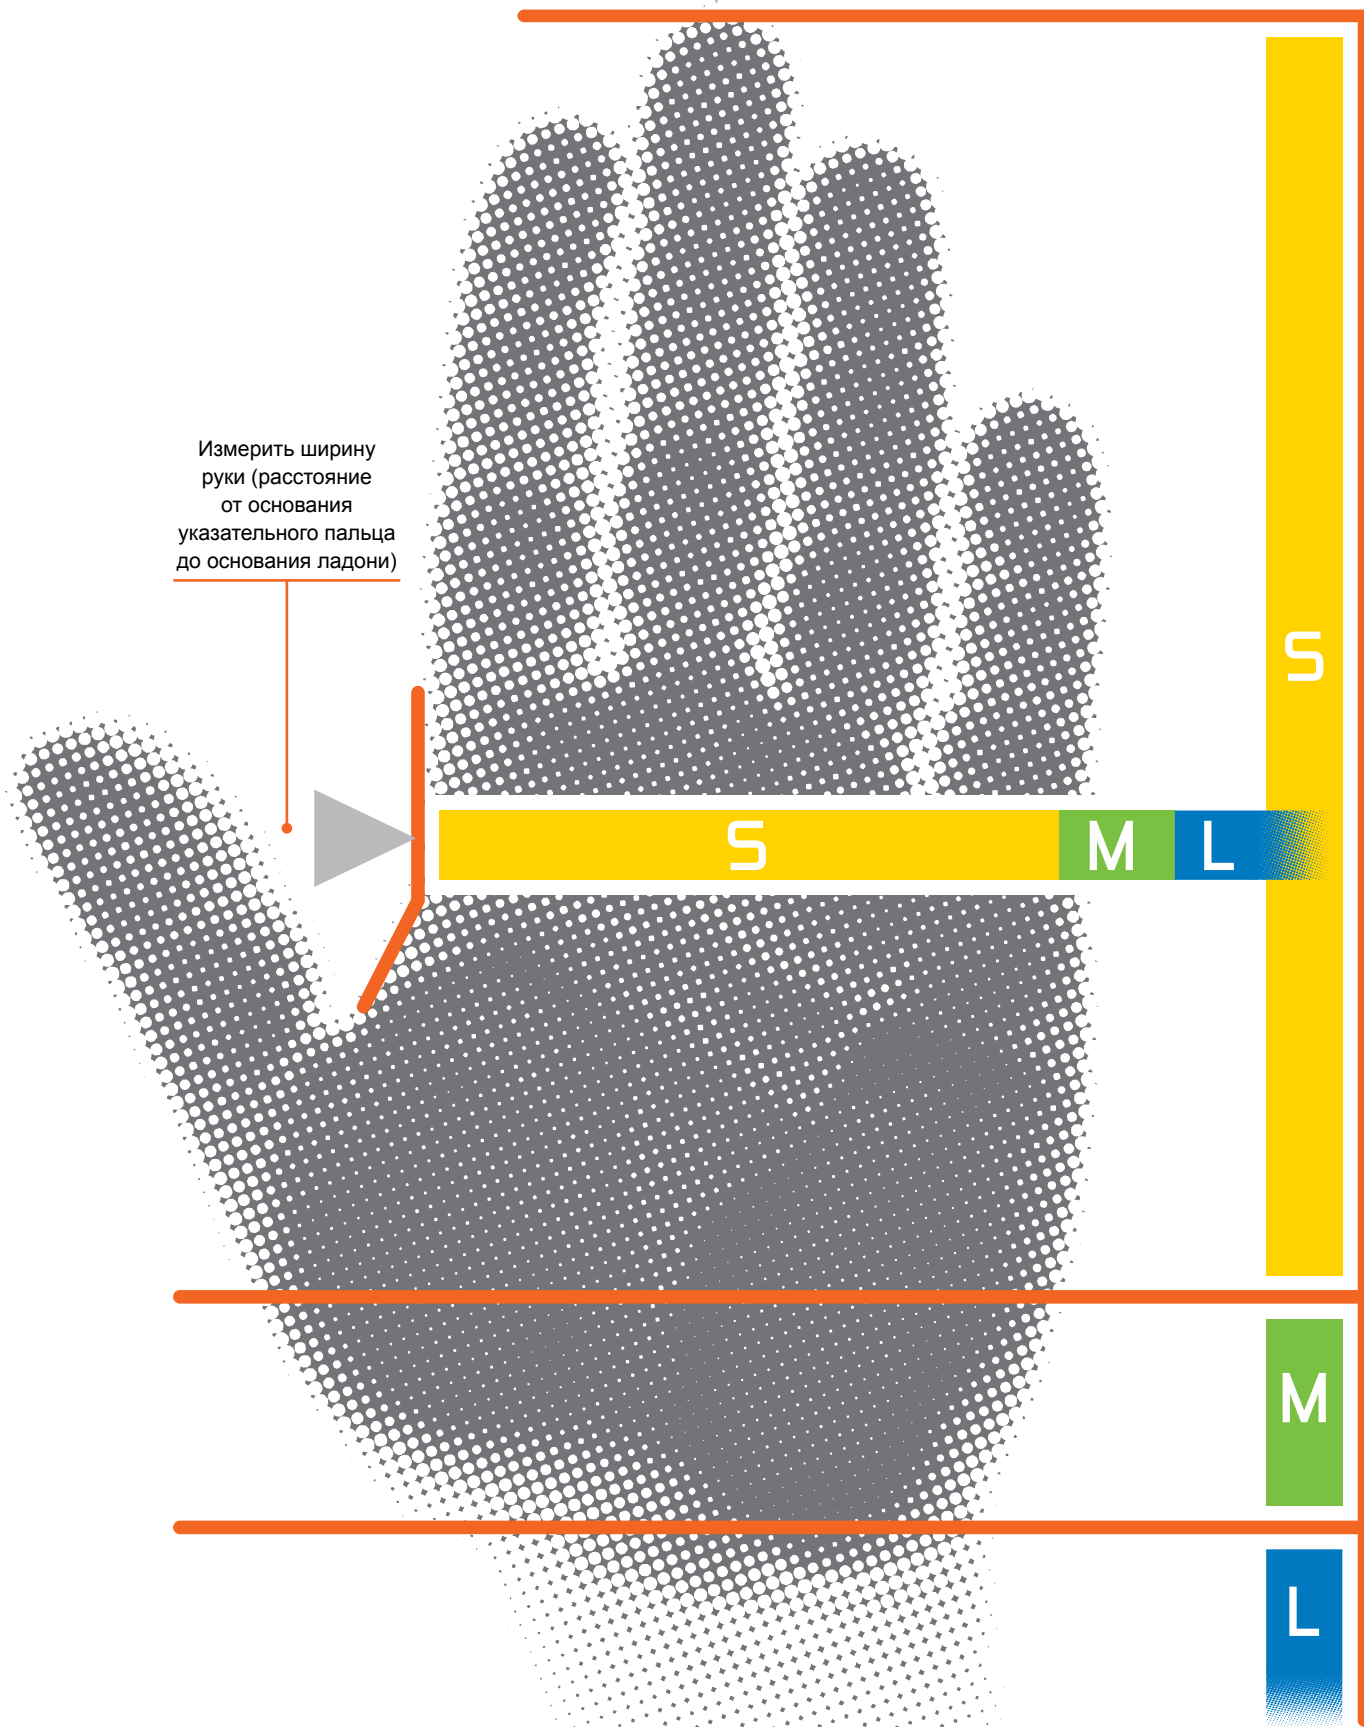 Измерить ширину
руки (расстояние
от основания
указательного пальца
до основания ладони)
S
S M L
M
L